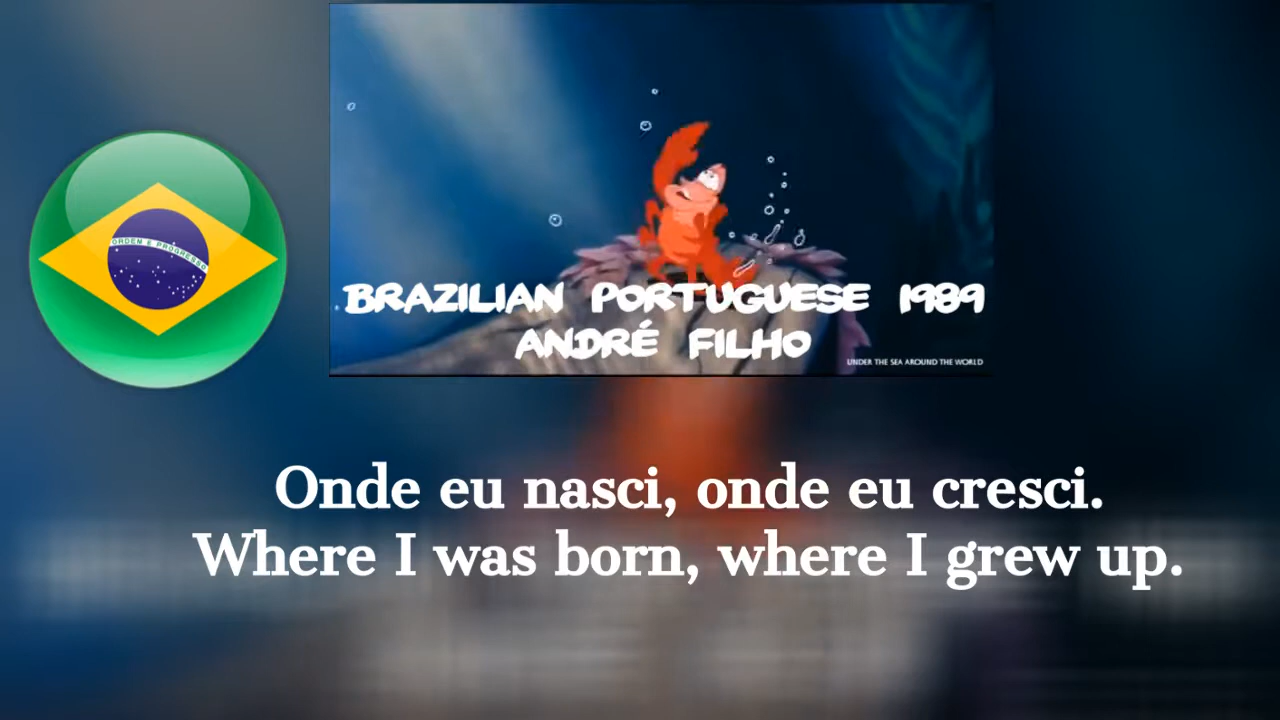 ORDEM E PROGRESSO
BRAZILIAN PORTUGUESE 1989
ANDRÉ FILHO
UNDER THE SEA AROUND THE WORLD
Onde eu nasci, onde eu cresci.
Where I was born, where I grew up.